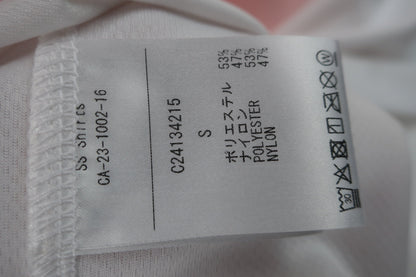 SS Shirts
CA-23-1002-16
C24134215
S
ポリエステル 53%
ナイロン 47%
POLYESTER 53%
NYLON 47%